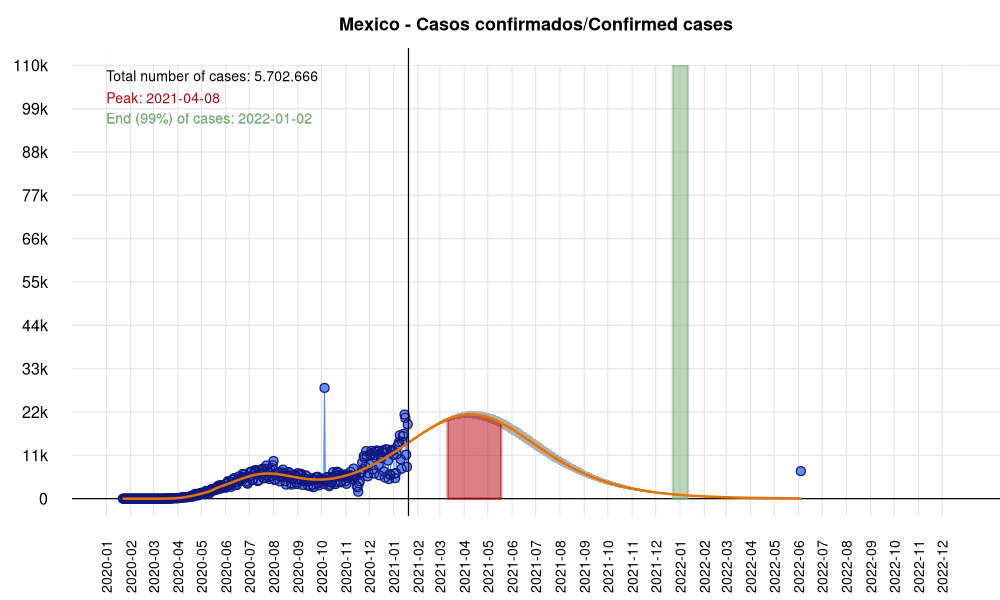 Mexico - Casos confirmados/Confirmed cases
Total number of cases: 5.702.666
Peak: 2021-04-08
End (99%) of cases: 2022-01-02
110k
99k
88k
77k
66k
55k
44k
33k
22k
11k
0
2020-01
2020-02
2020-03
2020-04
2020-05
2020-06
2020-07
2020-08
2020-09
2020-10
2020-11
2020-12
2021-01
2021-02
2021-03
2021-04
2021-05
2021-06
2021-07
2021-08
2021-09
2021-10
2021-11
2021-12
2022-01
2022-02
2022-03
2022-04
2022-05
2022-06
2022-07
2022-08
2022-09
2022-10
2022-11
2022-12